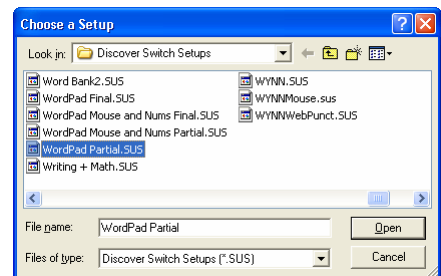 Choose a Setup
Look in: Discover Switch Setups
Word Bank2.SUS
WordPad Final.SUS
WordPad Mouse and Nums Final.SUS
WordPad Mouse and Nums Partial.SUS
WordPad Partial.SUS
Writing + Math.SUS
WYNN.SUS
WYNNMouse.sus
WYNNWebPunct.SUS
File name: WordPad Partial Open
Files of type: Discover Switch Setups (*.SUS) Cancel